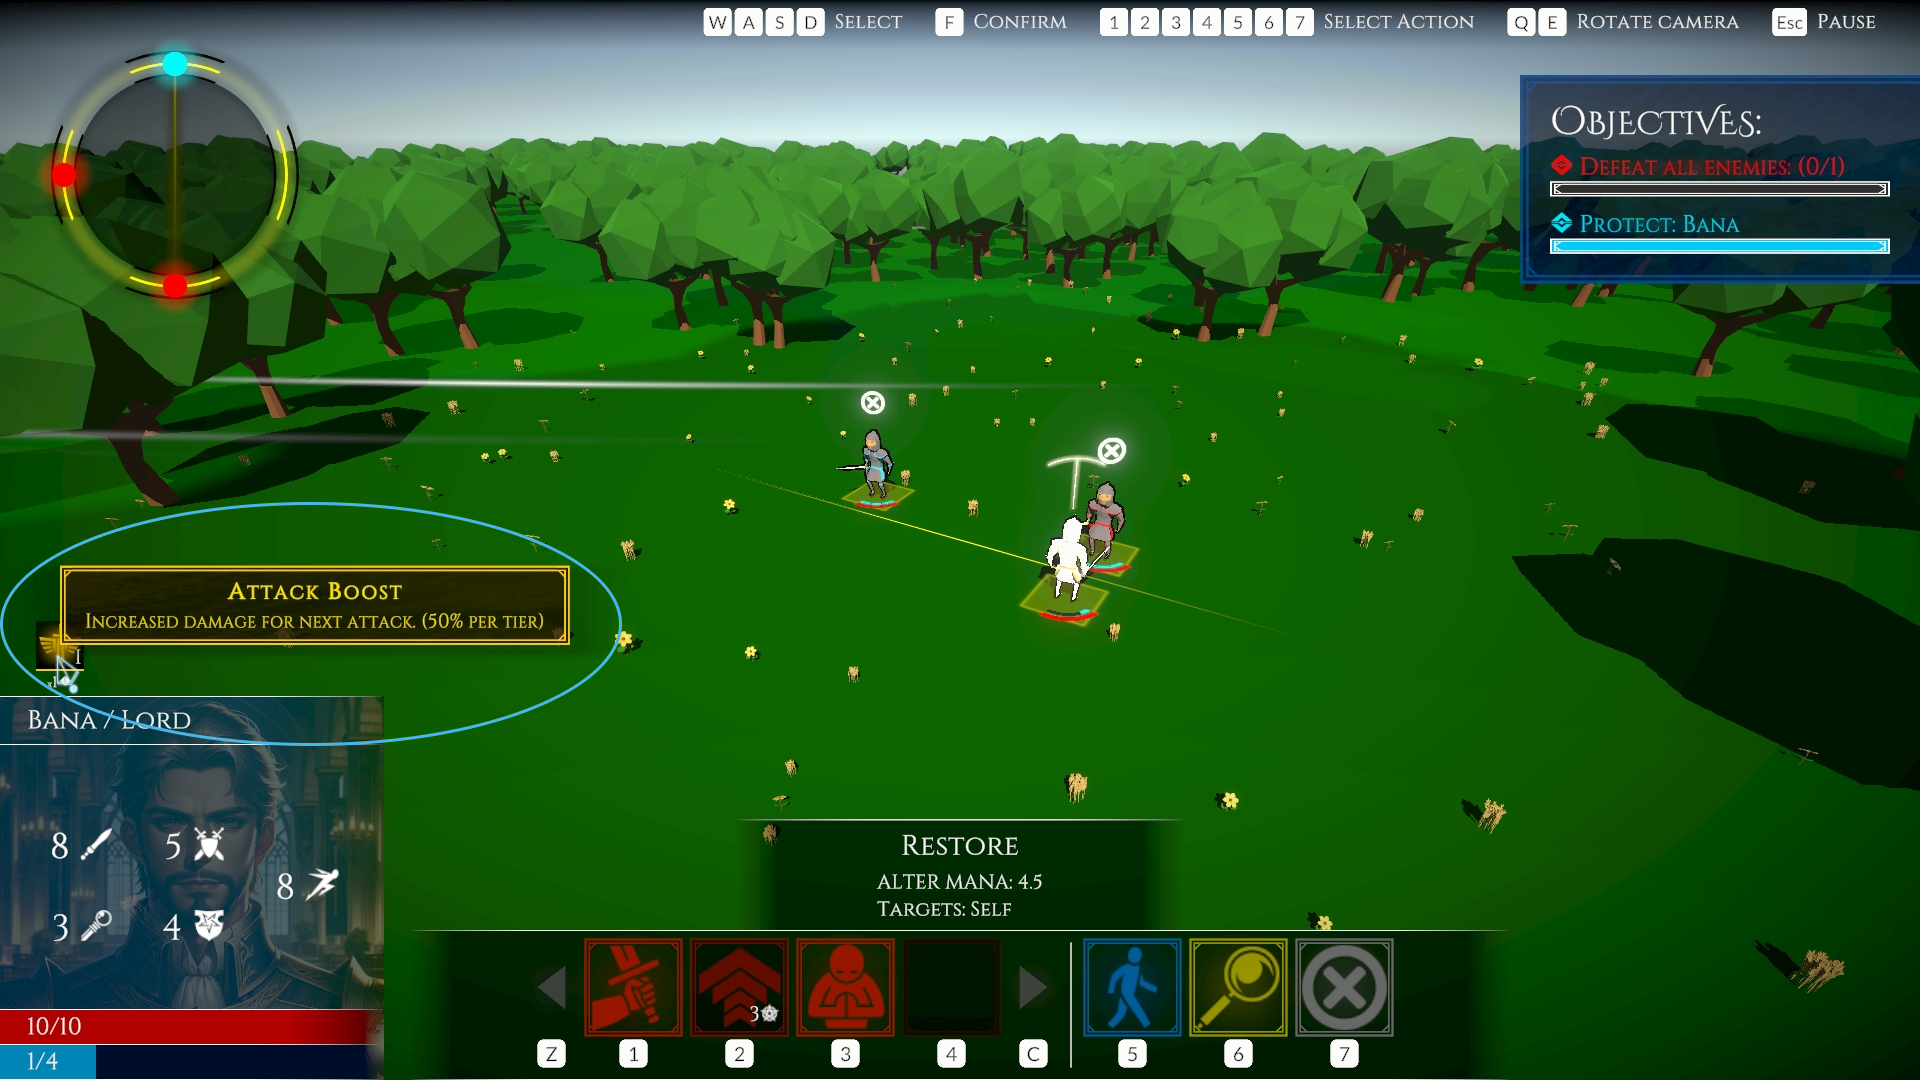 W A S D Select F Confirm 1 2 3 4 5 6 7 Select Action Q E Rotate camera Esc Pause
Objectives:
Defeat all enemies: (0/1)
Protect: Bana
Attack Boost
Increased damage for next attack. (50% per tier)
I
x1
Bana / Lord
8 5
8
3 4
10/10
1/4
Restore
Alter Mana: 4.5
Targets: Self
3
Z 1 2 3 4 C 5 6 7